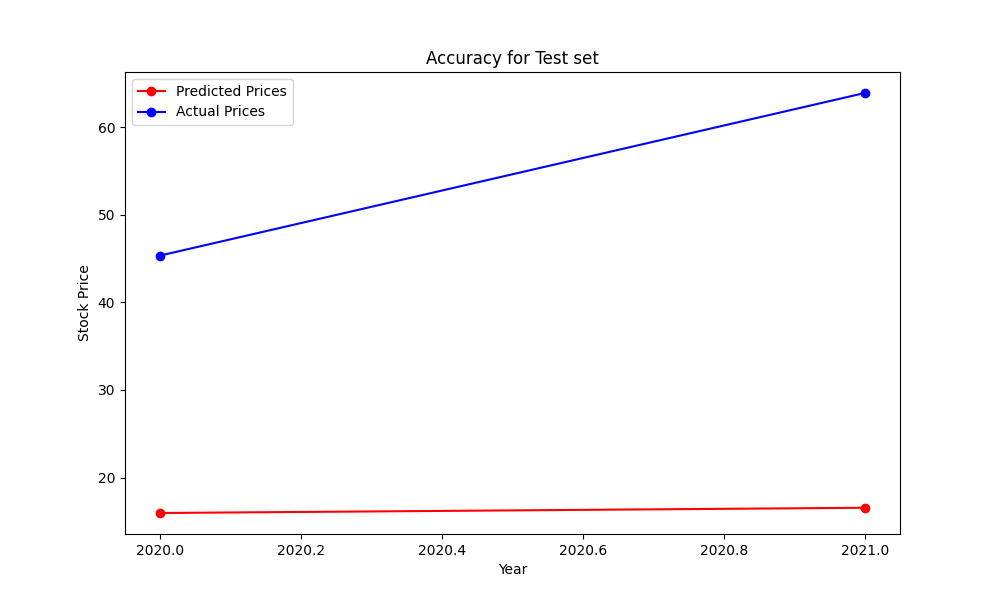 Accuracy for Test set
Predicted Prices
Actual Prices
60
50
40
30
20
Stock Price
2020.0 2020.2 2020.4 2020.6 2020.8 2021.0
Year